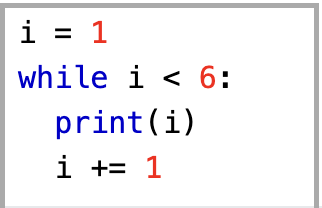 i = 1
while i < 6:
  print(i)
  i += 1